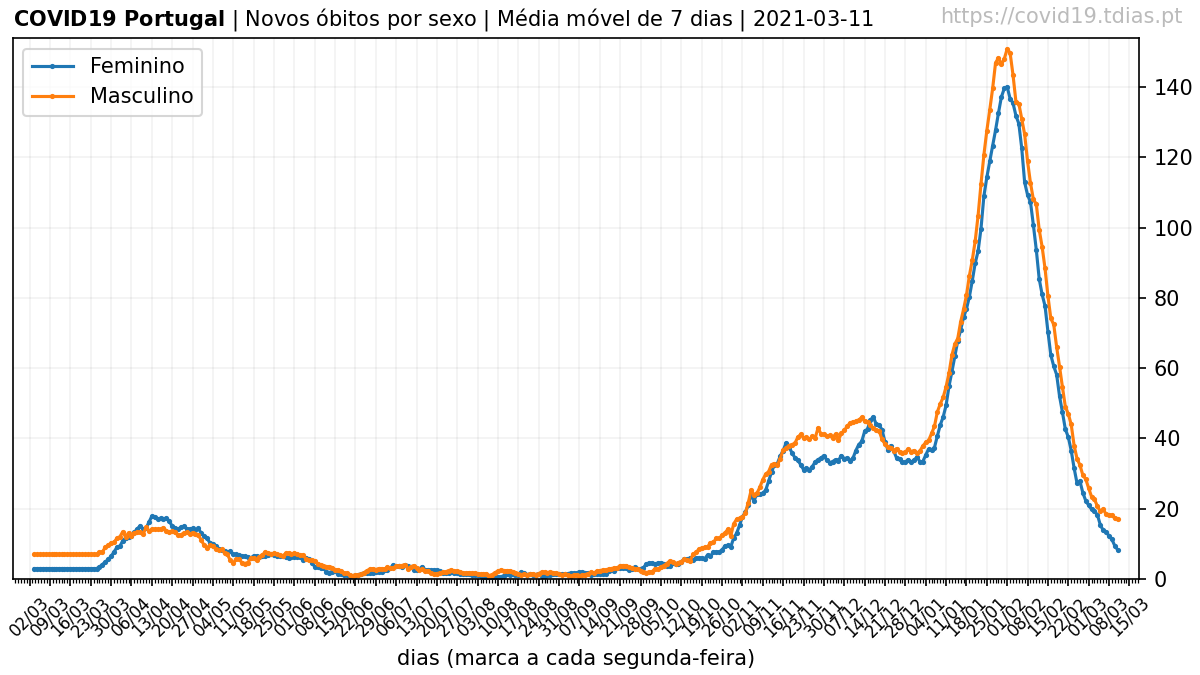 COVID19 Portugal | Novos óbitos por sexo | Média móvel de 7 dias | 2021-03-11
https://covid19.tdias.pt
Feminino
Masculino
140
120
100
80
60
40
20
0
02/03 09/03 16/03 23/03 30/03 06/04 13/04 20/04 27/04 04/05 11/05 18/05 25/05 01/06 08/06 15/06 22/06 29/06 06/07 13/07 20/07 27/07 03/08 10/08 17/08 24/08 31/08 07/09 14/09 21/09 28/09 05/10 12/10 19/10 26/10 02/11 09/11 16/11 23/11 30/11 07/12 14/12 21/12 28/12 04/01 11/01 18/01 25/01 01/02 08/02 15/02 22/02 01/03 08/03 15/03
dias (marca a cada segunda-feira)